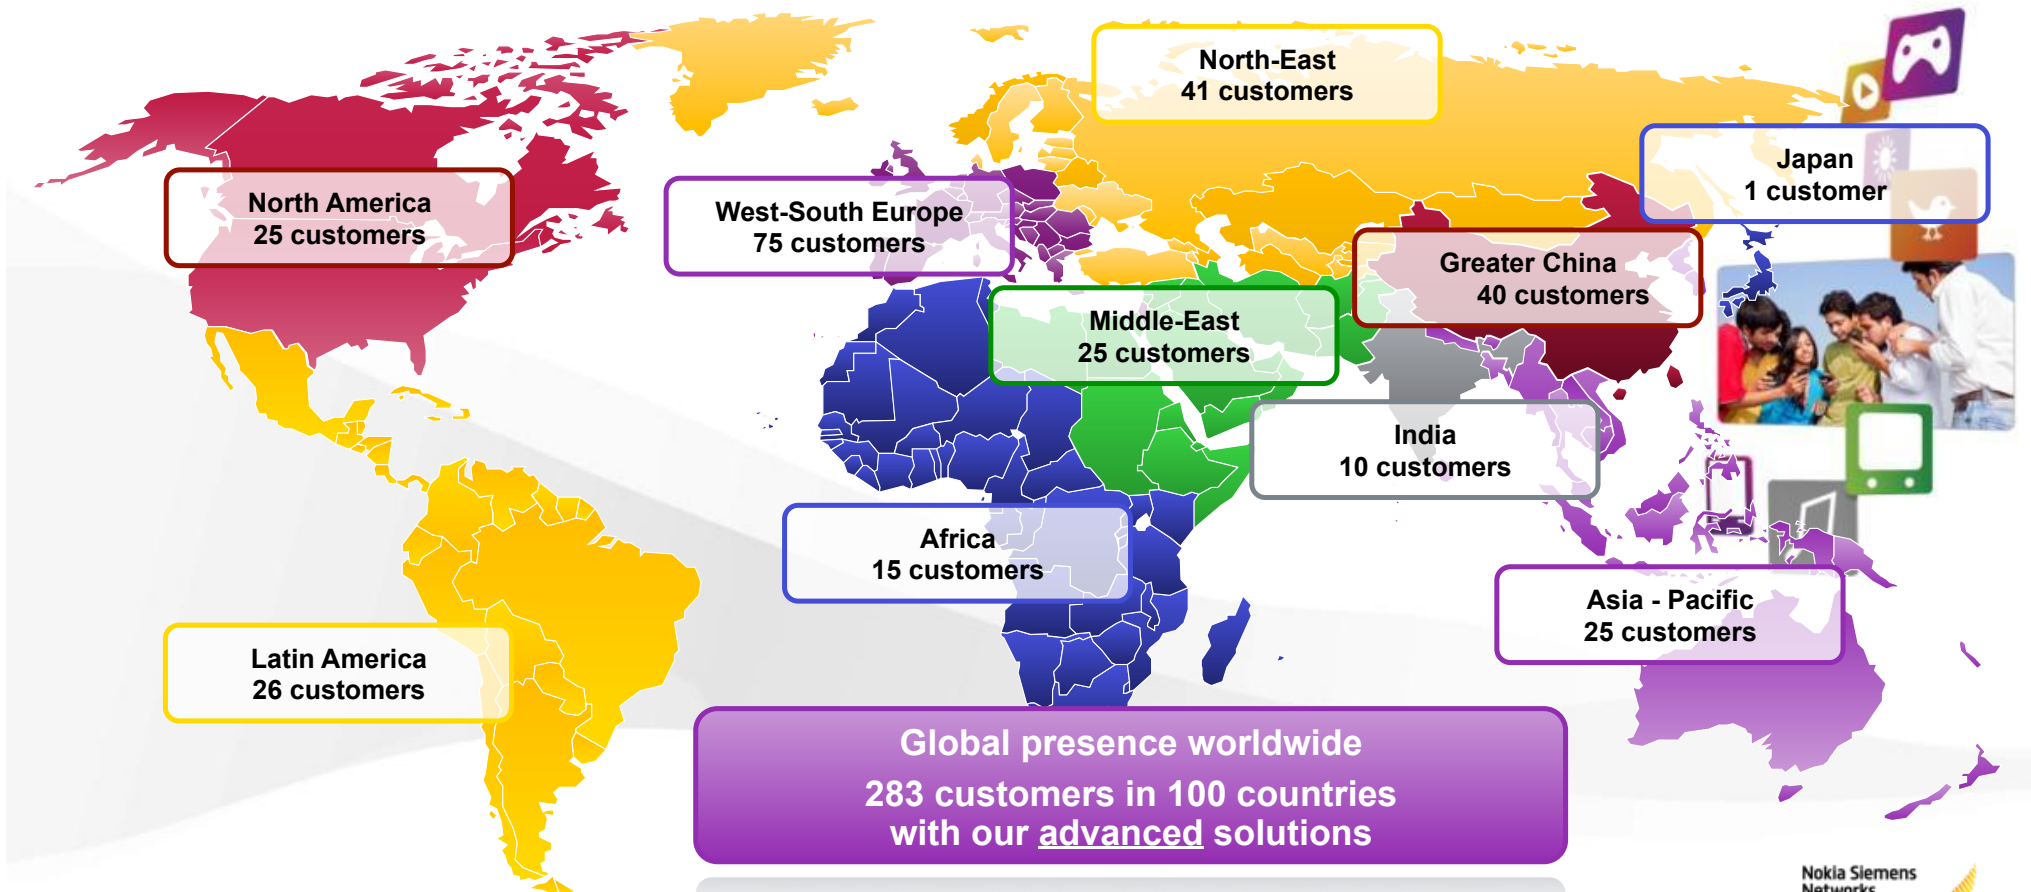 North-East
41 customers
Japan
1 customer
North America
25 customers
West-South Europe
75 customers
Greater China
40 customers
Middle-East
25 customers
India
10 customers
Africa
15 customers
Asia - Pacific
25 customers
Latin America
26 customers
Global presence worldwide
283 customers in 100 countries
with our advanced solutions
Nokia Siemens
Networks